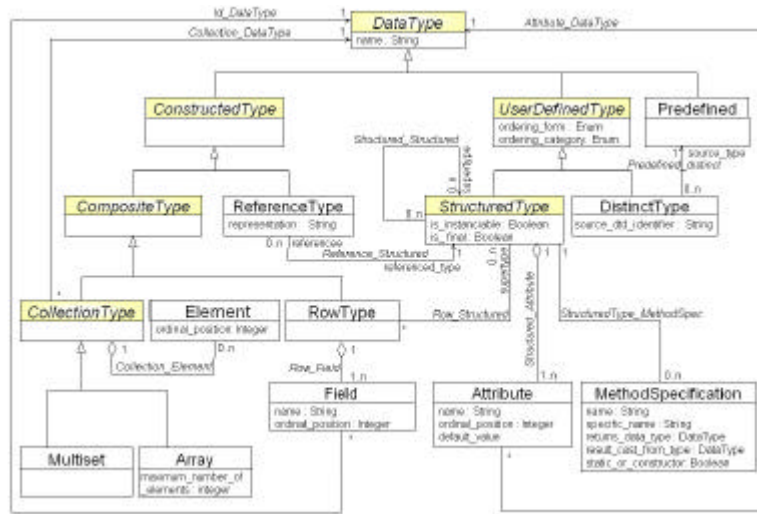 Id_DataType 1 DataType 1 Attribute_DataType
Collection_DataType 1 name : String
ConstructedType
UserDefinedType
ordering_form : Enum
ordering_category : Enum
Predefined
Structured_Structured
supertype
0..n
0..n
1 source_type
Predefined_distinct
0..n
CompositeType
ReferenceType
representation : String
StructuredType
is_instanciable : Boolean
is_final : Boolean
DistinctType
source_dtd_identifier : String
0..n referencee
Reference_Structured 1
referenced_type
0..n
supertype
1
1
*
CollectionType
Element
ordinal_position: Integer
RowType
*
Row_Structured
Structured_Attribute
StructuredType_MethodSpec
1
0..n
Collection_Element
1
Row_Field
1..n
1..n
0..n
Field
name : String
ordinal_position : Integer
*
Attribute
name : String
ordinal_position : Integer
default_value
*
MethodSpecification
name : String
specific_name : String
returns_data_type : DataType
result_cast_from_type : DataType
static_or_constructor: Boolean
Multiset
Array
maximum_number_of
_elements : integer